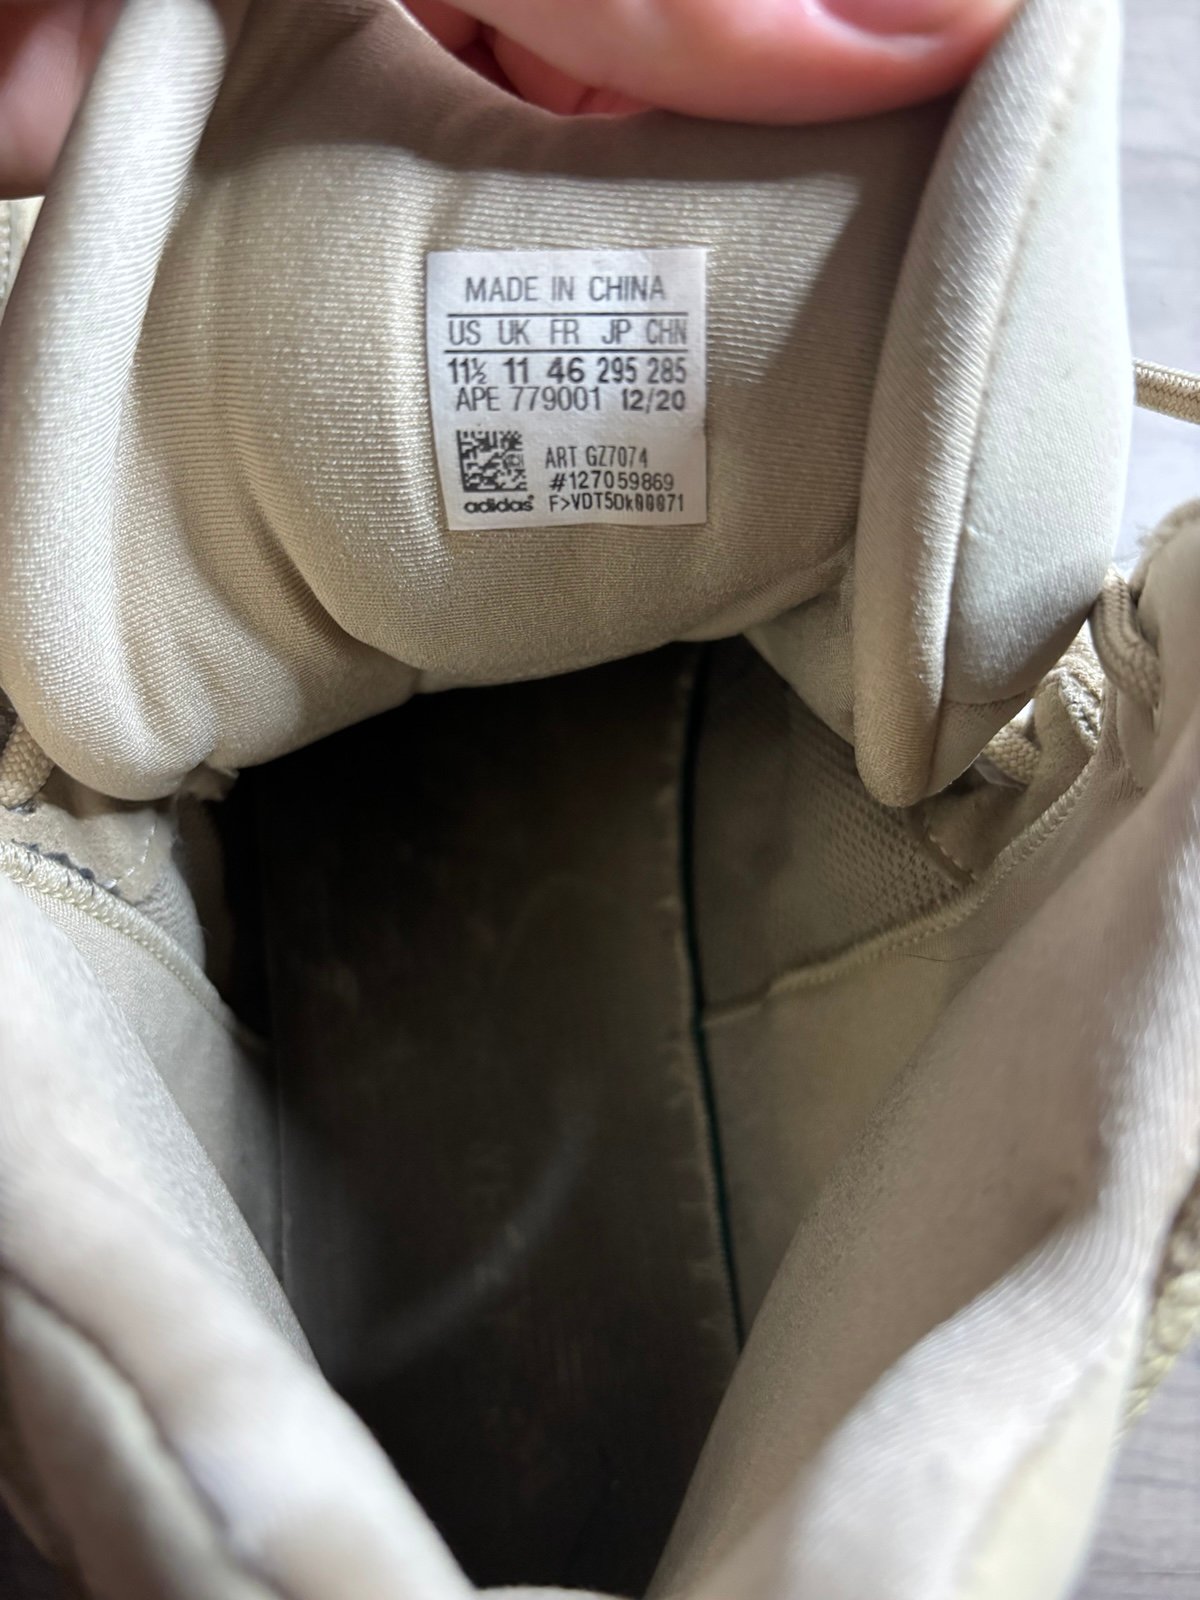 MADE IN CHINA
US UK FR JP CHN
11½ 11 46 295 285
APE 779001 12/20
ART GZ7074
#127059869
adidas® F>VDT5Dk00071